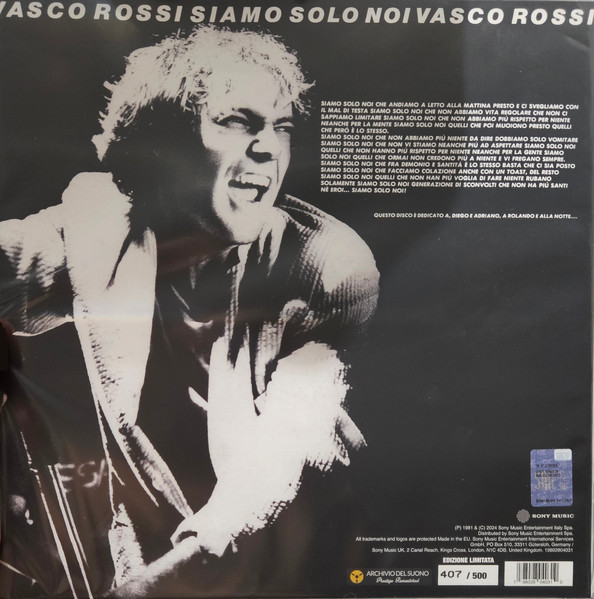 VASCO ROSSI SIAMO SOLO NOI VASCO ROSSI
SIAMO SOLO NOI CHE ANDIAMO A LETTO ALLA MATTINA PRESTO E CI SVEGLIAMO CON
IL MAL DI TESTA SIAMO SOLO NOI CHE NON ABBIAMO VITA REGOLARE CHE NON CI
SAPPIAMO LIMITARE SIAMO SOLO NOI CHE NON ABBIAMO PIÙ RISPETTO PER NIENTE
NEANCHE PER LA MENTE SIAMO SOLO NOI QUELLI CHE POI MUOIONO PRESTO QUELLI
CHE PERÒ È LO STESSO.
SIAMO SOLO NOI CHE NON ABBIAMO PIÙ NIENTE DA DIRE DOBBIAMO SOLO VOMITARE
SIAMO SOLO NOI CHE NON VI STIAMO NEANCHE PIÙ AD ASPETTARE SIAMO SOLO NOI
QUELLI CHE NON HANNO PIÙ RISPETTO PER NIENTE NEANCHE PER LA GENTE SIAMO
SOLO NOI QUELLI CHE ORMAI NON CREDONO PIÙ A NIENTE E VI FREGANO SEMPRE.
SIAMO SOLO NOI CHE FRA DEMONIO E SANTITÀ È LO STESSO BASTA CHE CI SIA POSTO
SIAMO SOLO NOI CHE FACCIAMO COLAZIONE ANCHE CON UN TOAST, DEL RESTO
SIAMO SOLO NOI QUELLI CHE NON HAN PIÙ VOGLIA DI FARE NIENTE RUBANO
SOLAMENTE SIAMO SOLO NOI GENERAZIONE DI SCONVOLTI CHE NON HA PIÙ SANTI
NÉ EROI... SIAMO SOLO NOI!
QUESTO DISCO È DEDICATO A, DIEGO E ADRIANO, A ROLANDO E ALLA NOTTE....
SONY MUSIC
(P) 1981 & (C) 2024 Sony Music Entertainment Italy Spa.
Distributed by Sony Music Entertainment Italy Spa.
All trademarks and logos are protected Made in the EU. Sony Music Entertainment International Services
GmbH, PO Box 510, 33311 Gütersloh, Germany /
Sony Music UK, 2 Canal Reach, Kings Cross, London, N1C 4DB, United Kingdom. 19802804031
EDIZIONE LIMITATA
407 / 500
ARCHIVIO DEL SUONO
Prestige Remastered